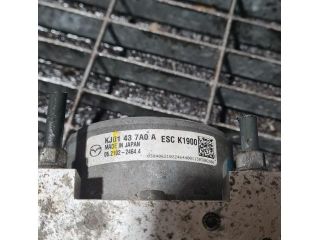 KJ01 43 7A0 A ESC K1900
MADE IN JAPAN
06.2102-2464.4